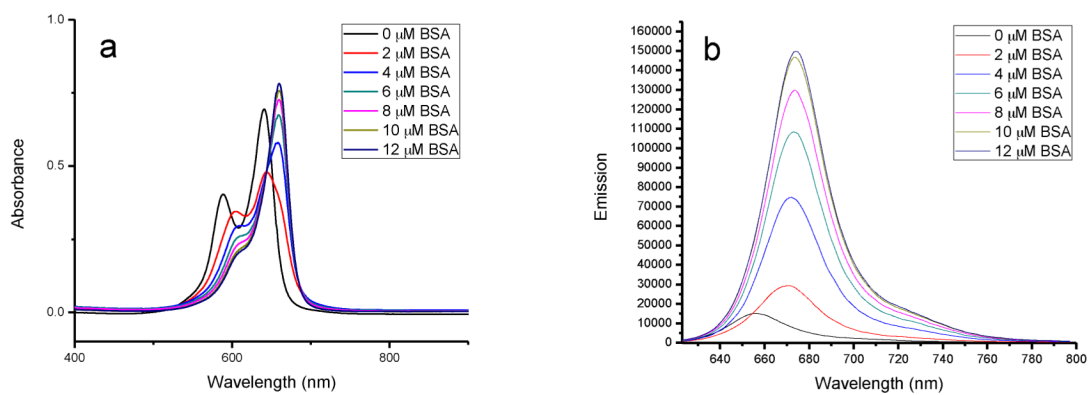 a
0 μM BSA
2 μM BSA
4 μM BSA
6 μM BSA
8 μM BSA
10 μM BSA
12 μM BSA
1.0
0.5
0.0
Absorbance
400
600
800
Wavelength (nm)
b
0 μM BSA
2 μM BSA
4 μM BSA
6 μM BSA
8 μM BSA
10 μM BSA
12 μM BSA
160000
150000
140000
130000
120000
110000
100000
90000
80000
70000
60000
50000
40000
30000
20000
10000
0
Emission
640
660
680
700
720
740
760
780
800
Wavelength (nm)